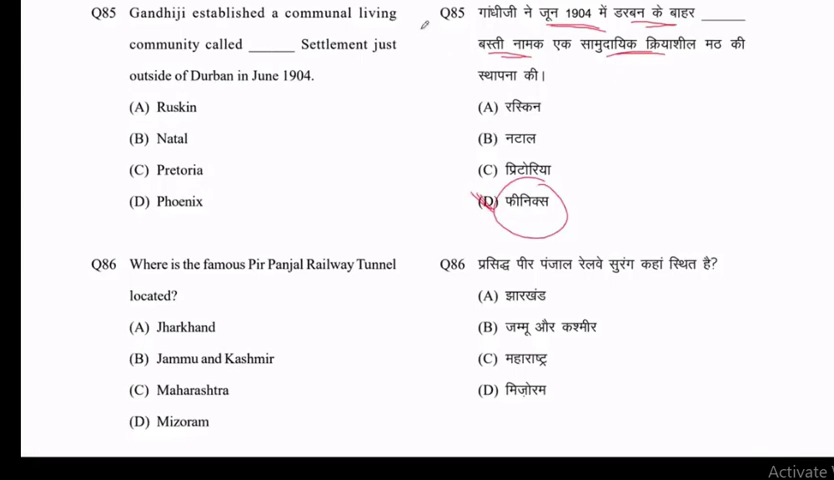 Q85 Gandhiji established a communal living
community called ______ Settlement just
outside of Durban in June 1904.
(A) Ruskin
(B) Natal
(C) Pretoria
(D) Phoenix
Q86 Where is the famous Pir Panjal Railway Tunnel
located?
(A) Jharkhand
(B) Jammu and Kashmir
(C) Maharashtra
(D) Mizoram
Q85 गांधीजी ने जून 1904 में डरबन के बाहर ______
बस्ती नामक एक सामुदायिक क्रियाशील मठ की
स्थापना की।
(A) रस्किन
(B) नटाल
(C) प्रिटोरिया
(D) फीनिक्स
Q86 प्रसिद्ध पीर पंजाल रेलवे सुरंग कहां स्थित है?
(A) झारखंड
(B) जम्मू और कश्मीर
(C) महाराष्ट्र
(D) मिज़ोरम
Activate